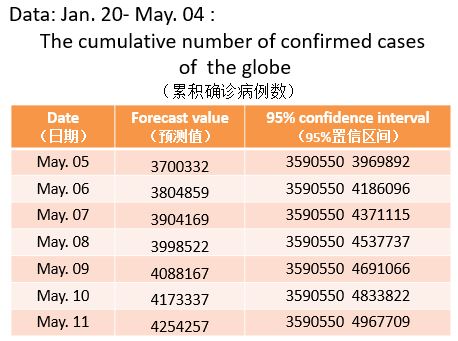 Data: Jan. 20- May. 04 :
The cumulative number of confirmed cases
of the globe
（累积确诊病例数）
Date Forecast value 95% confidence interval
（日期） （预测值） （95%置信区间）
May. 05 3700332 3590550 3969892
May. 06 3804859 3590550 4186096
May. 07 3904169 3590550 4371115
May. 08 3998522 3590550 4537737
May. 09 4088167 3590550 4691066
May. 10 4173337 3590550 4833822
May. 11 4254257 3590550 4967709